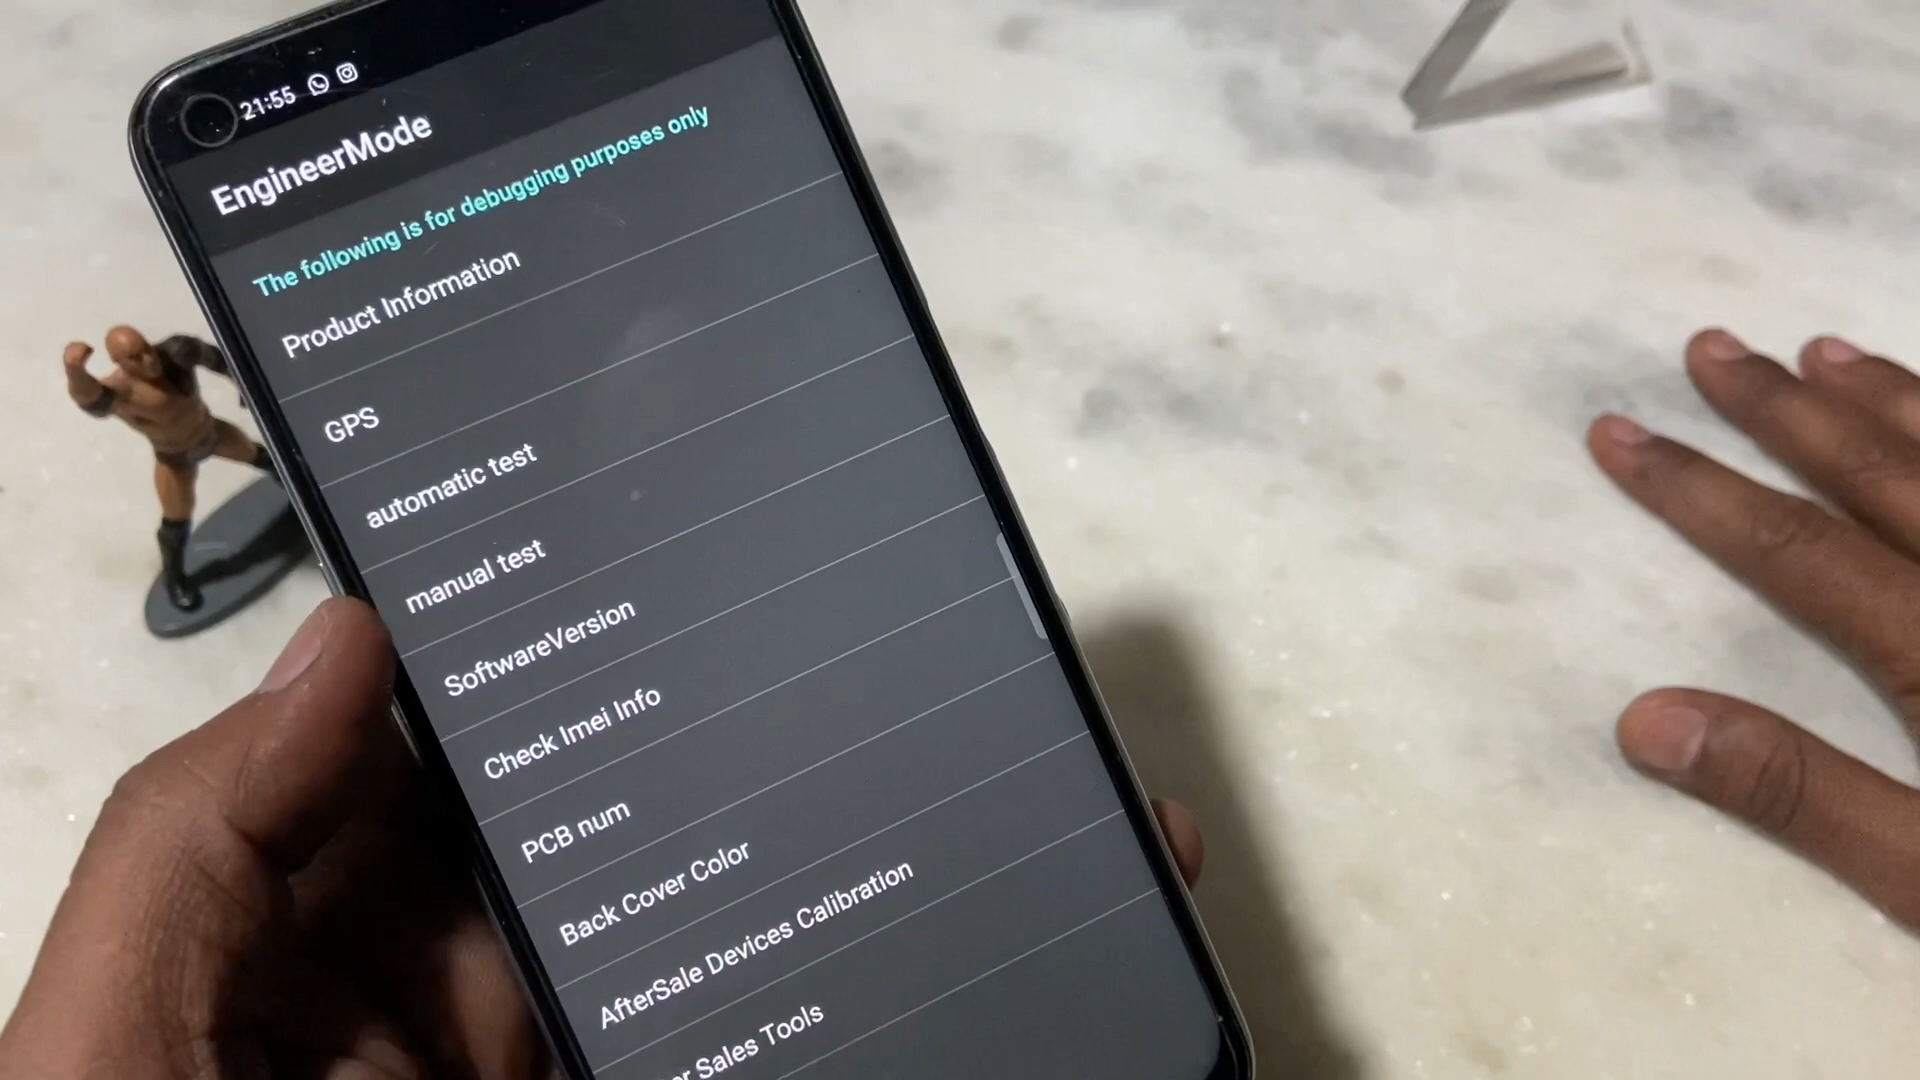 21:55
EngineerMode
The following is for debugging purposes only
Product Information
GPS
automatic test
manual test
SoftwareVersion
Check Imei Info
PCB num
Back Cover Color
AfterSale Devices Calibration
Sales Tools